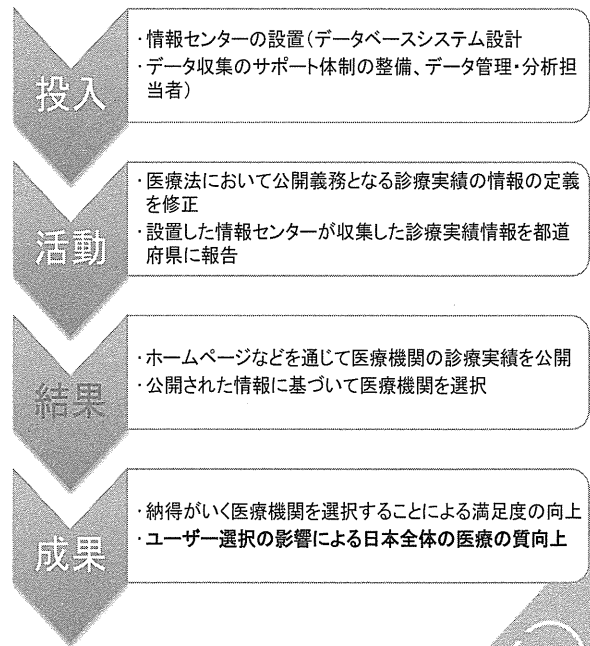 投入
・情報センターの設置(データベースシステム設計
・データ収集のサポート体制の整備、データ管理・分析担
当者)
活動
・医療法において公開義務となる診療実績の情報の定義
を修正
・設置した情報センターが収集した診療実績情報を都道
府県に報告
結果
・ホームページなどを通じて医療機関の診療実績を公開
・公開された情報に基づいて医療機関を選択
成果
・納得がいく医療機関を選択することによる満足度の向上
・ユーザー選択の影響による日本全体の医療の質向上